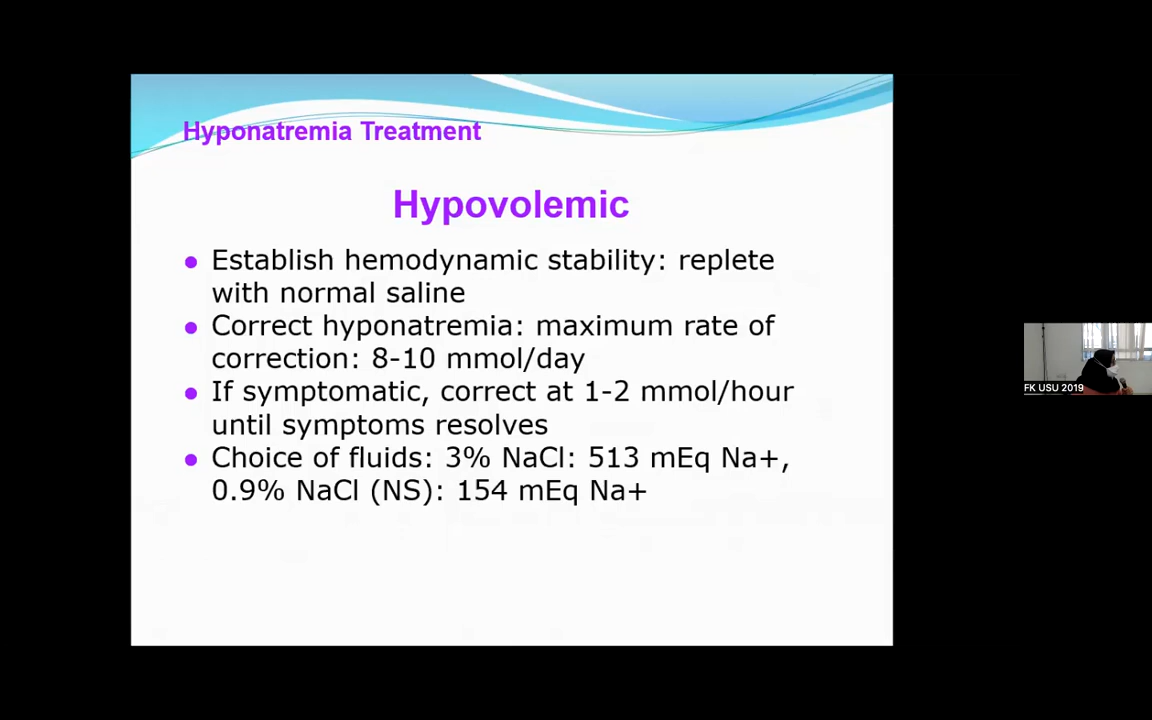 Hyponatremia Treatment
Hypovolemic
● Establish hemodynamic stability: replete
with normal saline
● Correct hyponatremia: maximum rate of
correction: 8-10 mmol/day
● If symptomatic, correct at 1-2 mmol/hour
until symptoms resolves
● Choice of fluids: 3% NaCl: 513 mEq Na+,
0.9% NaCl (NS): 154 mEq Na+
FK USU 2019